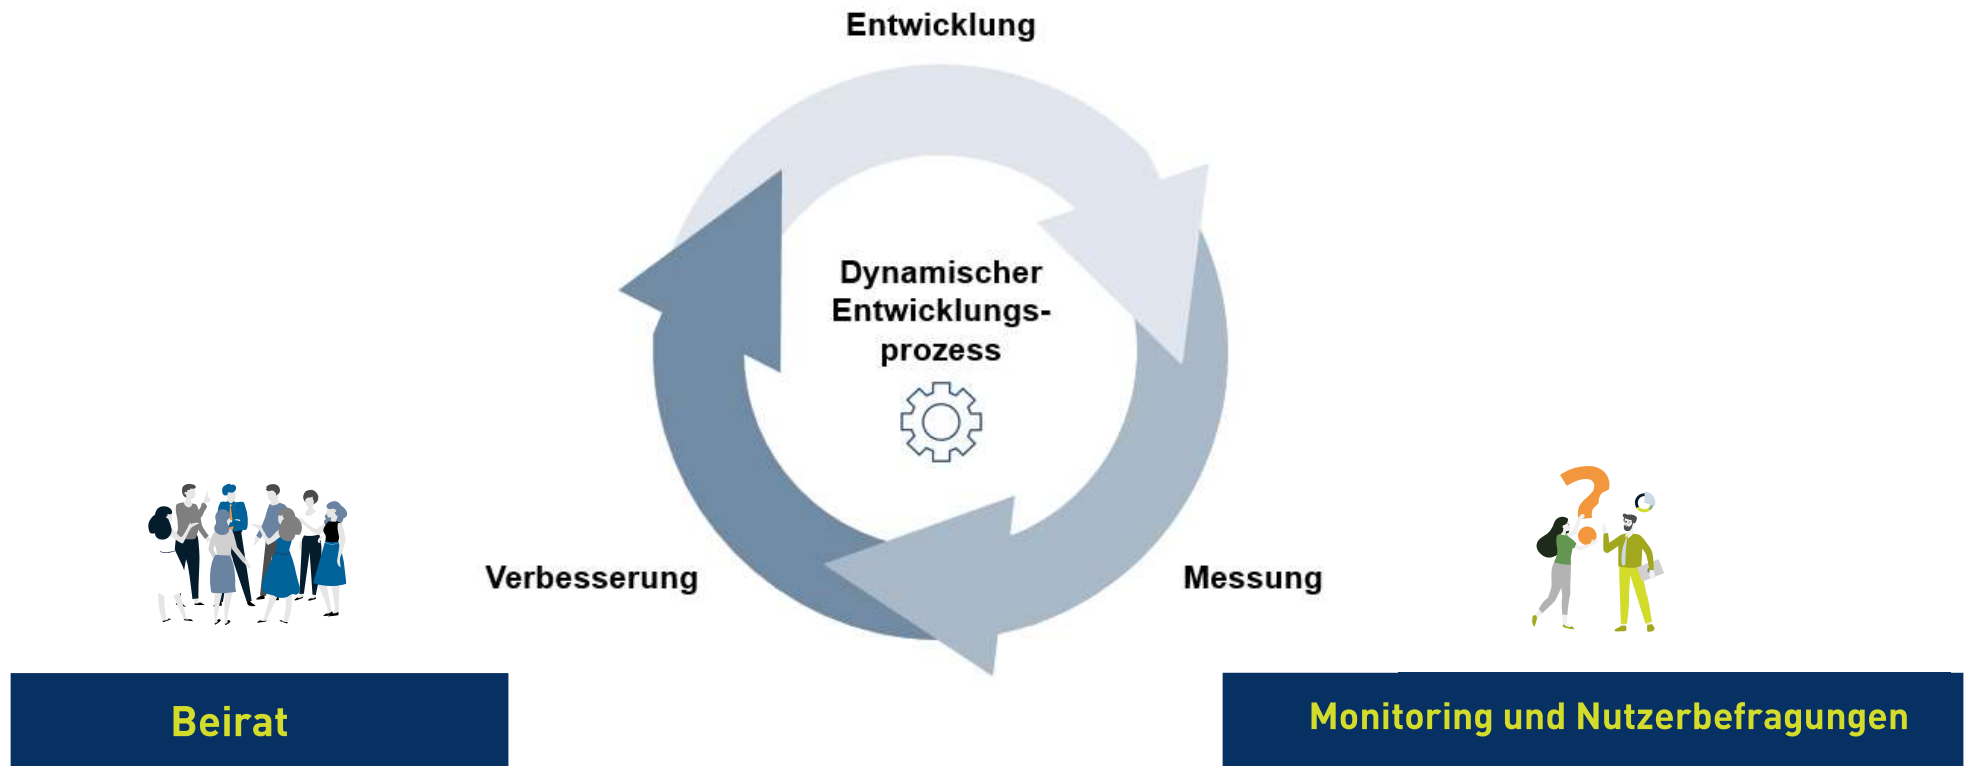 Entwicklung
Dynamischer
Entwicklungs-
prozess
Verbesserung
Messung
Beirat
Monitoring und Nutzerbefragungen